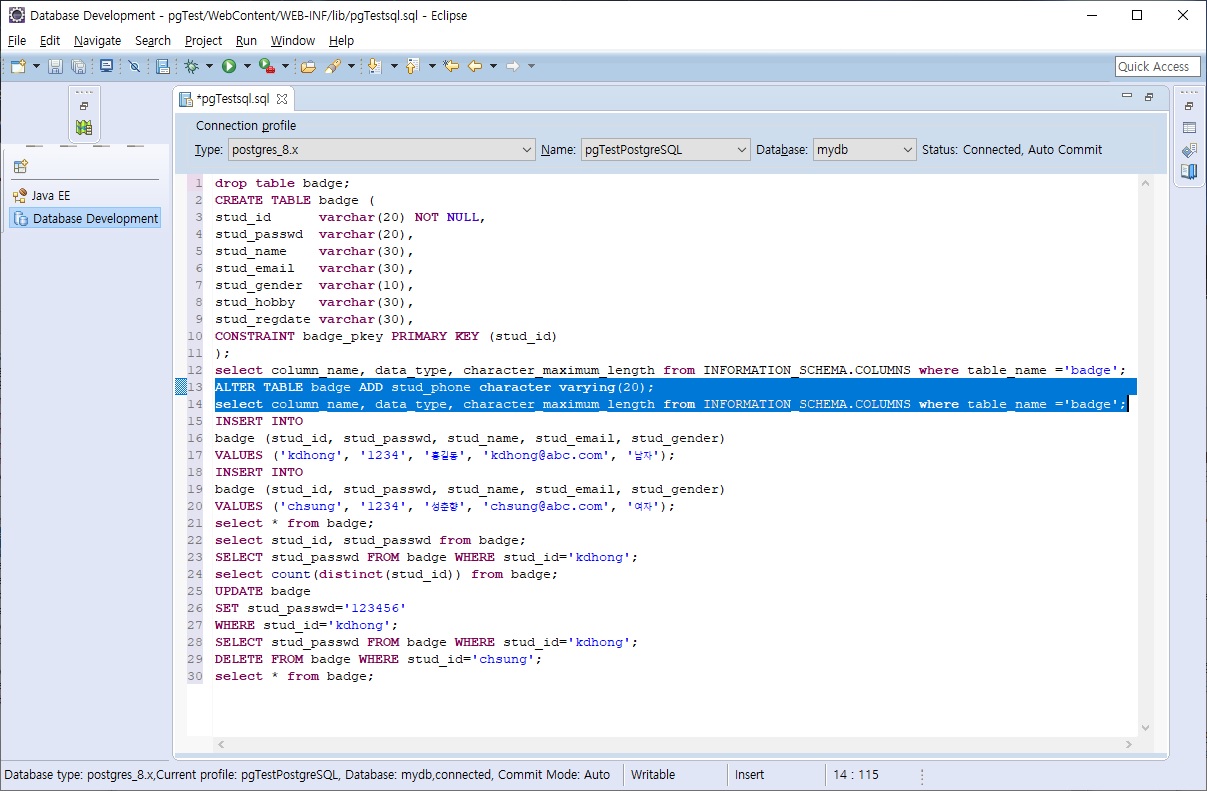 Database Development - pgTest/WebContent/WEB-INF/lib/pgTestsql.sql - Eclipse
File Edit Navigate Search Project Run Window Help
Quick Access
*pgTestsql.sql
Connection profile
Type: postgres_8.x Name: pgTestPostgreSQL Database: mydb Status: Connected, Auto Commit
Java EE
Database Development
1 drop table badge;
2 CREATE TABLE badge (
3 stud_id varchar(20) NOT NULL,
4 stud_passwd varchar(20),
5 stud_name varchar(30),
6 stud_email varchar(30),
7 stud_gender varchar(10),
8 stud_hobby varchar(30),
9 stud_regdate varchar(30),
10 CONSTRAINT badge_pkey PRIMARY KEY (stud_id)
11 );
12 select column_name, data_type, character_maximum_length from INFORMATION_SCHEMA.COLUMNS where table_name ='badge';
13 ALTER TABLE badge ADD stud_phone character varying(20);
14 select column_name, data_type, character_maximum_length from INFORMATION_SCHEMA.COLUMNS where table_name ='badge';
15 INSERT INTO
16 badge (stud_id, stud_passwd, stud_name, stud_email, stud_gender)
17 VALUES ('kdhong', '1234', '홍길동', 'kdhong@abc.com', '남자');
18 INSERT INTO
19 badge (stud_id, stud_passwd, stud_name, stud_email, stud_gender)
20 VALUES ('chsung', '1234', '성춘향', 'chsung@abc.com', '여자');
21 select * from badge;
22 select stud_id, stud_passwd from badge;
23 SELECT stud_passwd FROM badge WHERE stud_id='kdhong';
24 select count(distinct(stud_id)) from badge;
25 UPDATE badge
26 SET stud_passwd='123456'
27 WHERE stud_id='kdhong';
28 SELECT stud_passwd FROM badge WHERE stud_id='kdhong';
29 DELETE FROM badge WHERE stud_id='chsung';
30 select * from badge;
Database type: postgres_8.x,Current profile: pgTestPostgreSQL, Database: mydb,connected, Commit Mode: Auto Writable Insert 14 : 115